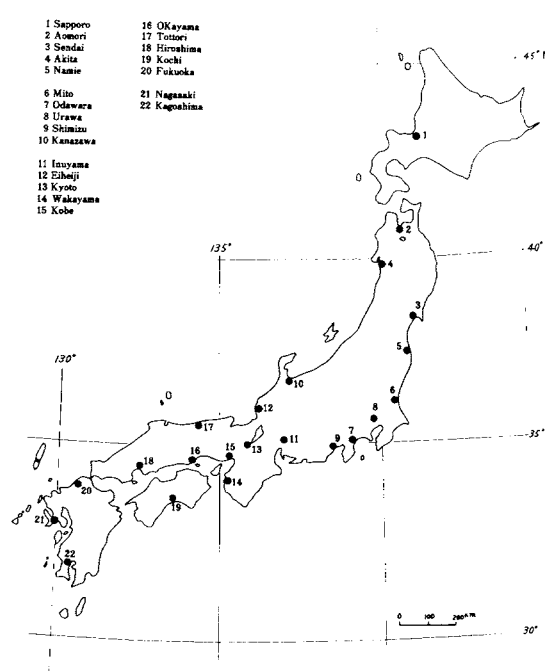 1 Sapporo
2 Aomori
3 Sendai
4 Akita
5 Namie
6 Mito
7 Odawara
8 Urawa
9 Shimizu
10 Kanazawa
11 Inuyama
12 Eiheiji
13 Kyoto
14 Wakayama
15 Kobe
16 OKayama
17 Tottori
18 Hiroshima
19 Kochi
20 Fukuoka
21 Nagasaki
22 Kagoshima
45°
1
2
135°
40°
4
3
5
130°
10
6
12
8
17
35°
7
9
11
13
15
16
18
14
20
19
21
22
0 100 200
30°